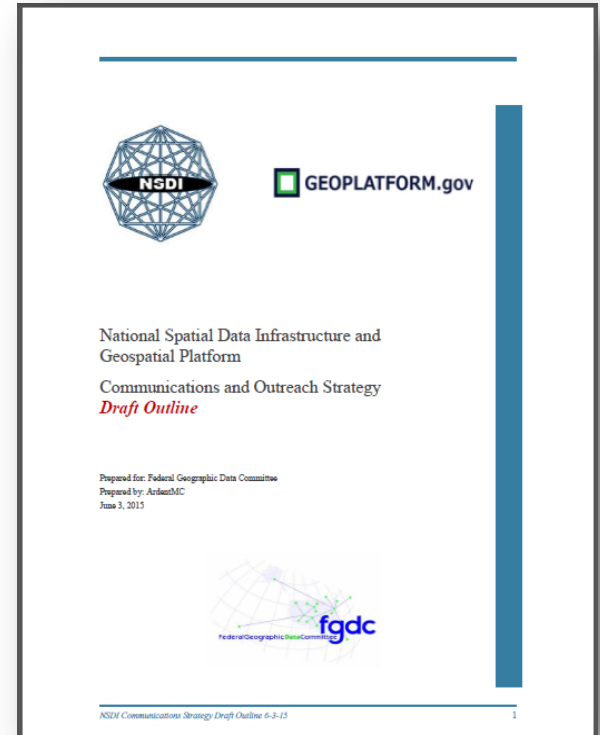 NSDI
GEOPLATFORM.gov
National Spatial Data Infrastructure and
Geospatial Platform
Communications and Outreach Strategy
Draft Outline
Prepared for: Federal Geographic Data Committee
Prepared by: ArdentMC
June 3, 2015
fgdc
FederalGeographicDataCommittee
NSDI Communications Strategy Draft Outline 6-3-15 1